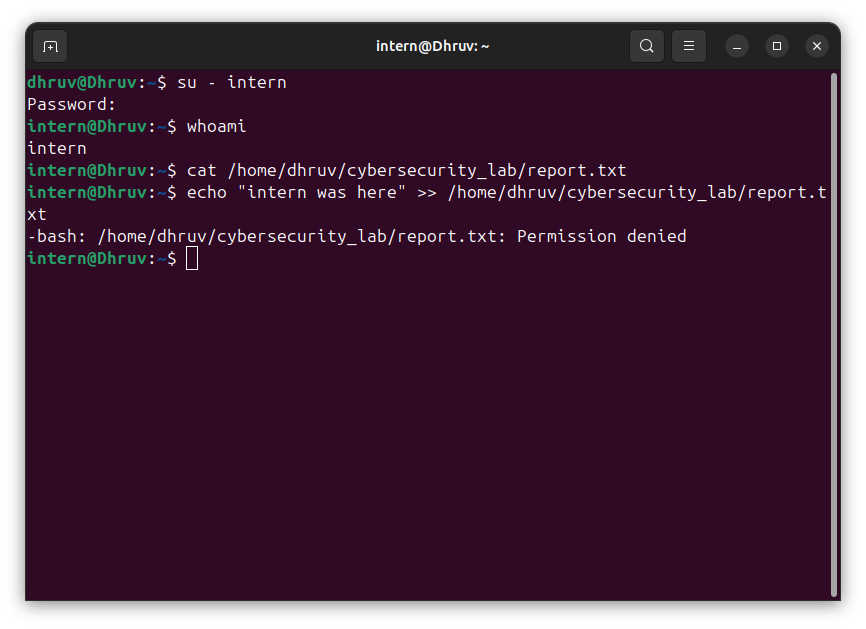 intern@Dhruv: ~
dhruv@Dhruv:~$ su - intern
Password:
intern@Dhruv:~$ whoami
intern
intern@Dhruv:~$ cat /home/dhruv/cybersecurity_lab/report.txt
intern@Dhruv:~$ echo "intern was here" >> /home/dhruv/cybersecurity_lab/report.t
xt
-bash: /home/dhruv/cybersecurity_lab/report.txt: Permission denied
intern@Dhruv:~$